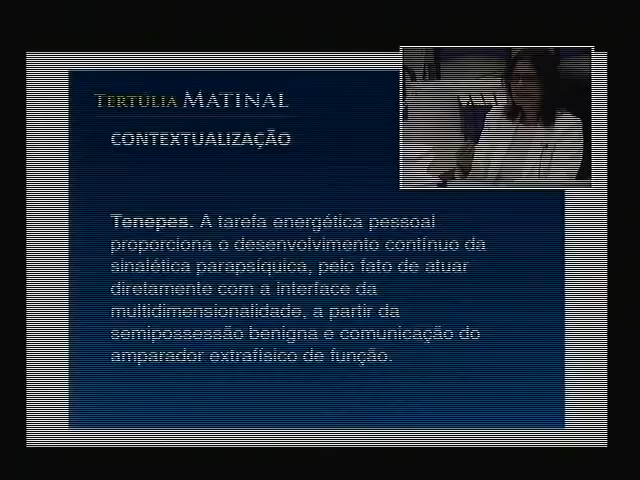 TERTÚLIA MATINAL
CONTEXTUALIZAÇÃO
Tenepes. A tarefa energética pessoal
proporciona o desenvolvimento contínuo da
sinalética parapsíquica, pelo fato de atuar
diretamente com a interface da
multidimensionalidade, a partir da
semipossessão benigna e comunicação do
amparador extrafísico de função.